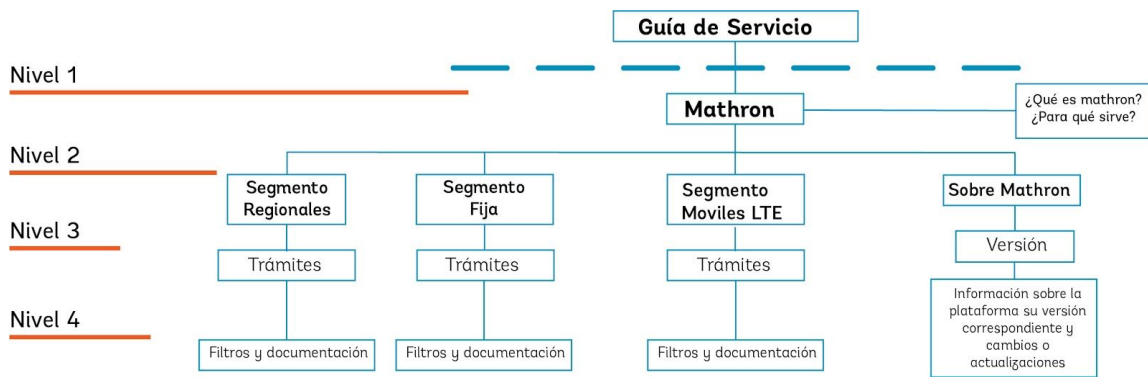 Guía de Servicio
Nivel 1
Mathron
¿Qué es mathron?
¿Para qué sirve?
Nivel 2
Segmento
Regionales
Segmento
Fija
Segmento
Moviles LTE
Sobre Mathron
Nivel 3
Trámites
Trámites
Trámites
Versión
Nivel 4
Filtros y documentación
Filtros y documentación
Filtros y documentación
Información sobre la
plataforma su versión
correspondiente y
cambios o
actualizaciones